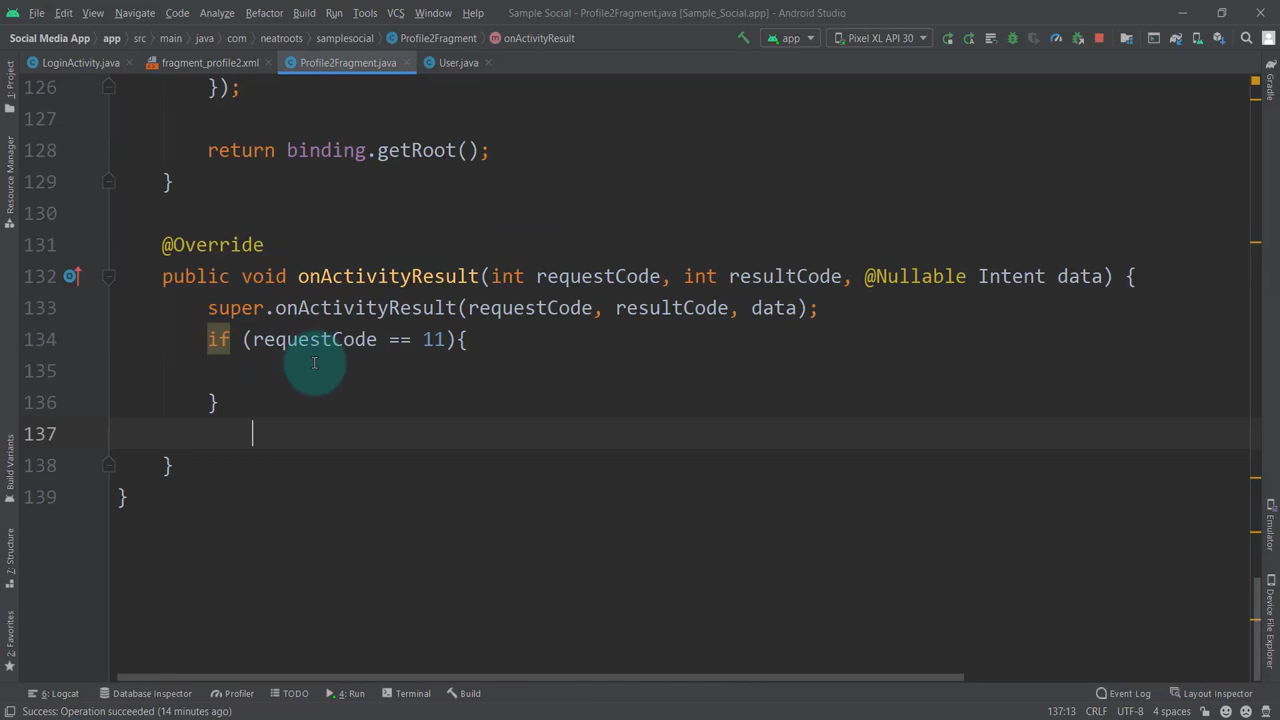 File Edit View Navigate Code Analyze Refactor Build Run Tools VCS Window Help Sample Social - Profile2Fragment.java [Sample_Social.app] - Android Studio
Social Media App app src main java com neatroots samplesocial Profile2Fragment onActivityResult app Pixel XL API 30
LoginActivity.java fragment_profile2.xml Profile2Fragment.java User.java
1: Project
Resource Manager
Build Variants
7: Structure
2: Favorites
126 });
127
128 return binding.getRoot();
129 }
130
131 @Override
132 public void onActivityResult(int requestCode, int resultCode, @Nullable Intent data) {
133 super.onActivityResult(requestCode, resultCode, data);
134 if (requestCode == 11){
135
136 }
137
138 }
139 }
Gradle
Emulator
Device File Explorer
6: Logcat Database Inspector Profiler TODO 4: Run Terminal Build Event Log Layout Inspector
Success: Operation succeeded (14 minutes ago) 137:13 CRLF UTF-8 4 spaces